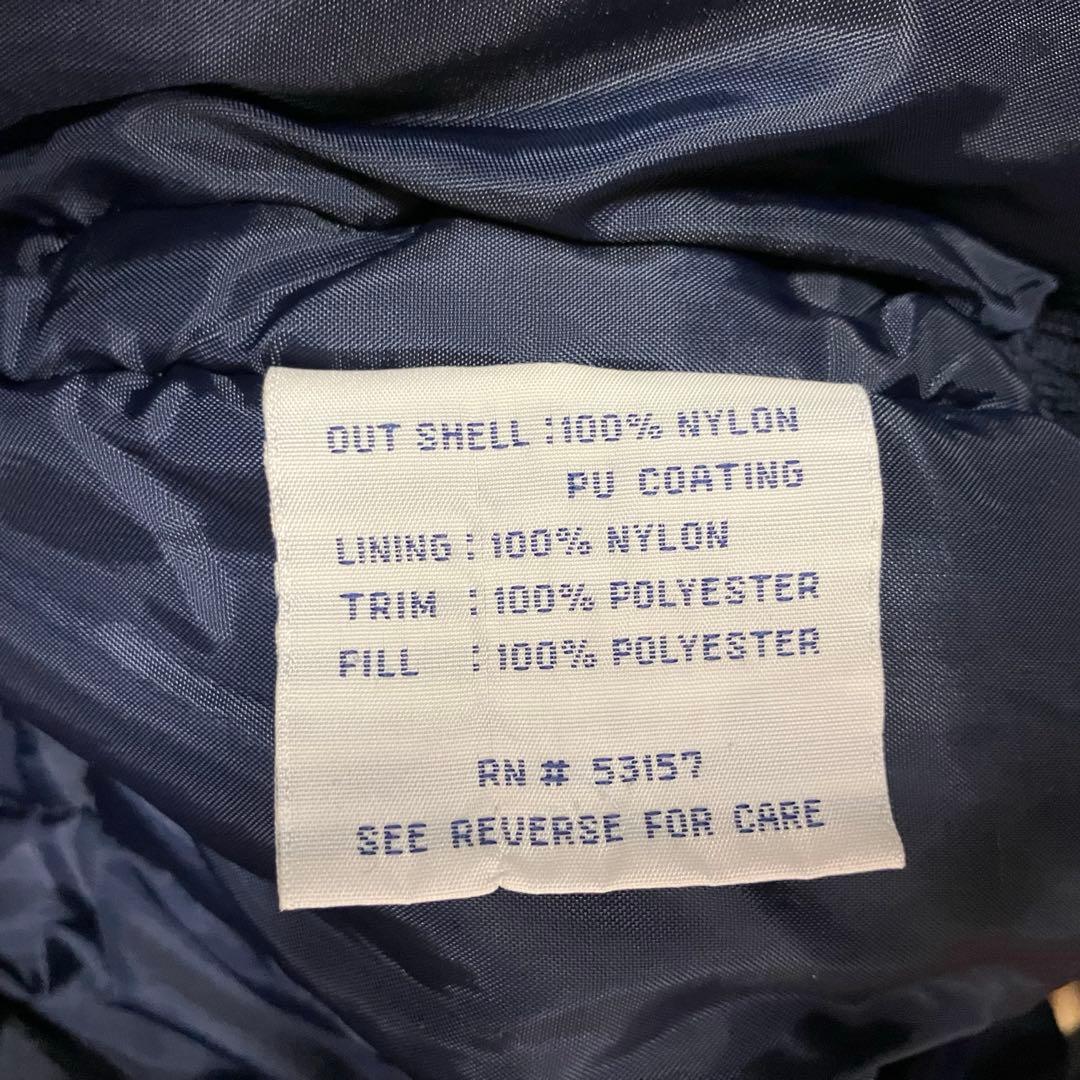 OUT SHELL :100% NYLON
PU COATING
LINING : 100% NYLON
TRIM : 100% POLYESTER
FILL : 100% POLYESTER
RN # 53157
SEE REVERSE FOR CARE